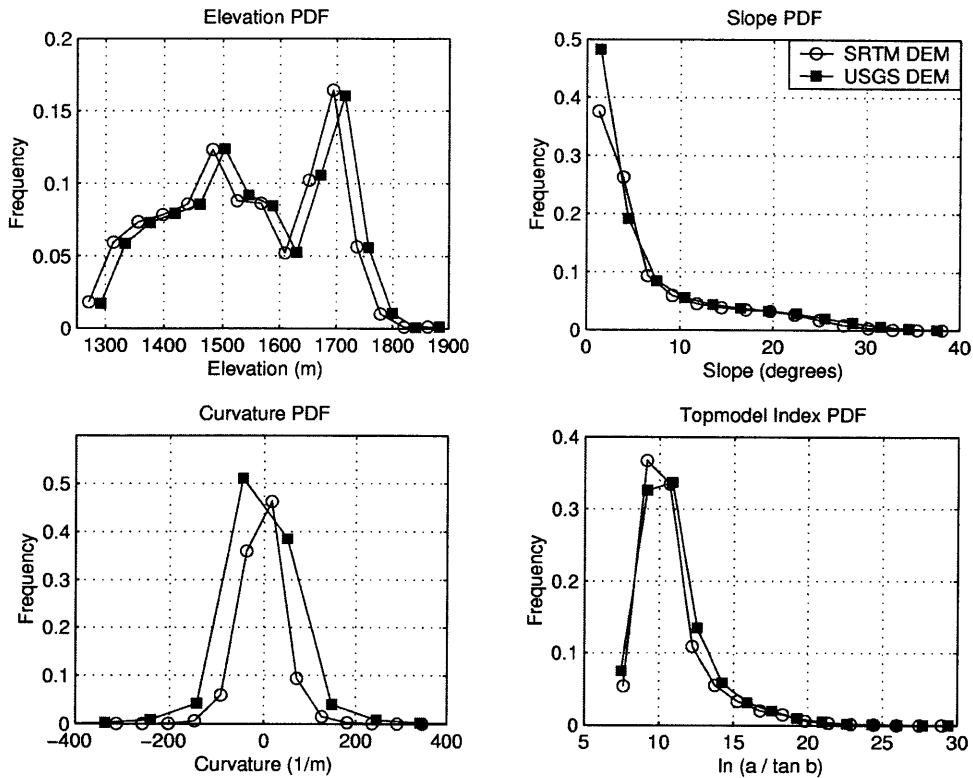 Elevation PDF
0.2
0.15
0.1
0.05
0
Frequency
1300 1400 1500 1600 1700 1800 1900
Elevation (m)
Slope PDF
0.5
0.4
0.3
0.2
0.1
0
Frequency
SRTM DEM
USGS DEM
0 10 20 30 40
Slope (degrees)
Curvature PDF
0.5
0.4
0.3
0.2
0.1
0
Frequency
−400 −200 0 200 400
Curvature (1/m)
Topmodel Index PDF
0.4
0.3
0.2
0.1
0
Frequency
5 10 15 20 25 30
ln (a / tan b)